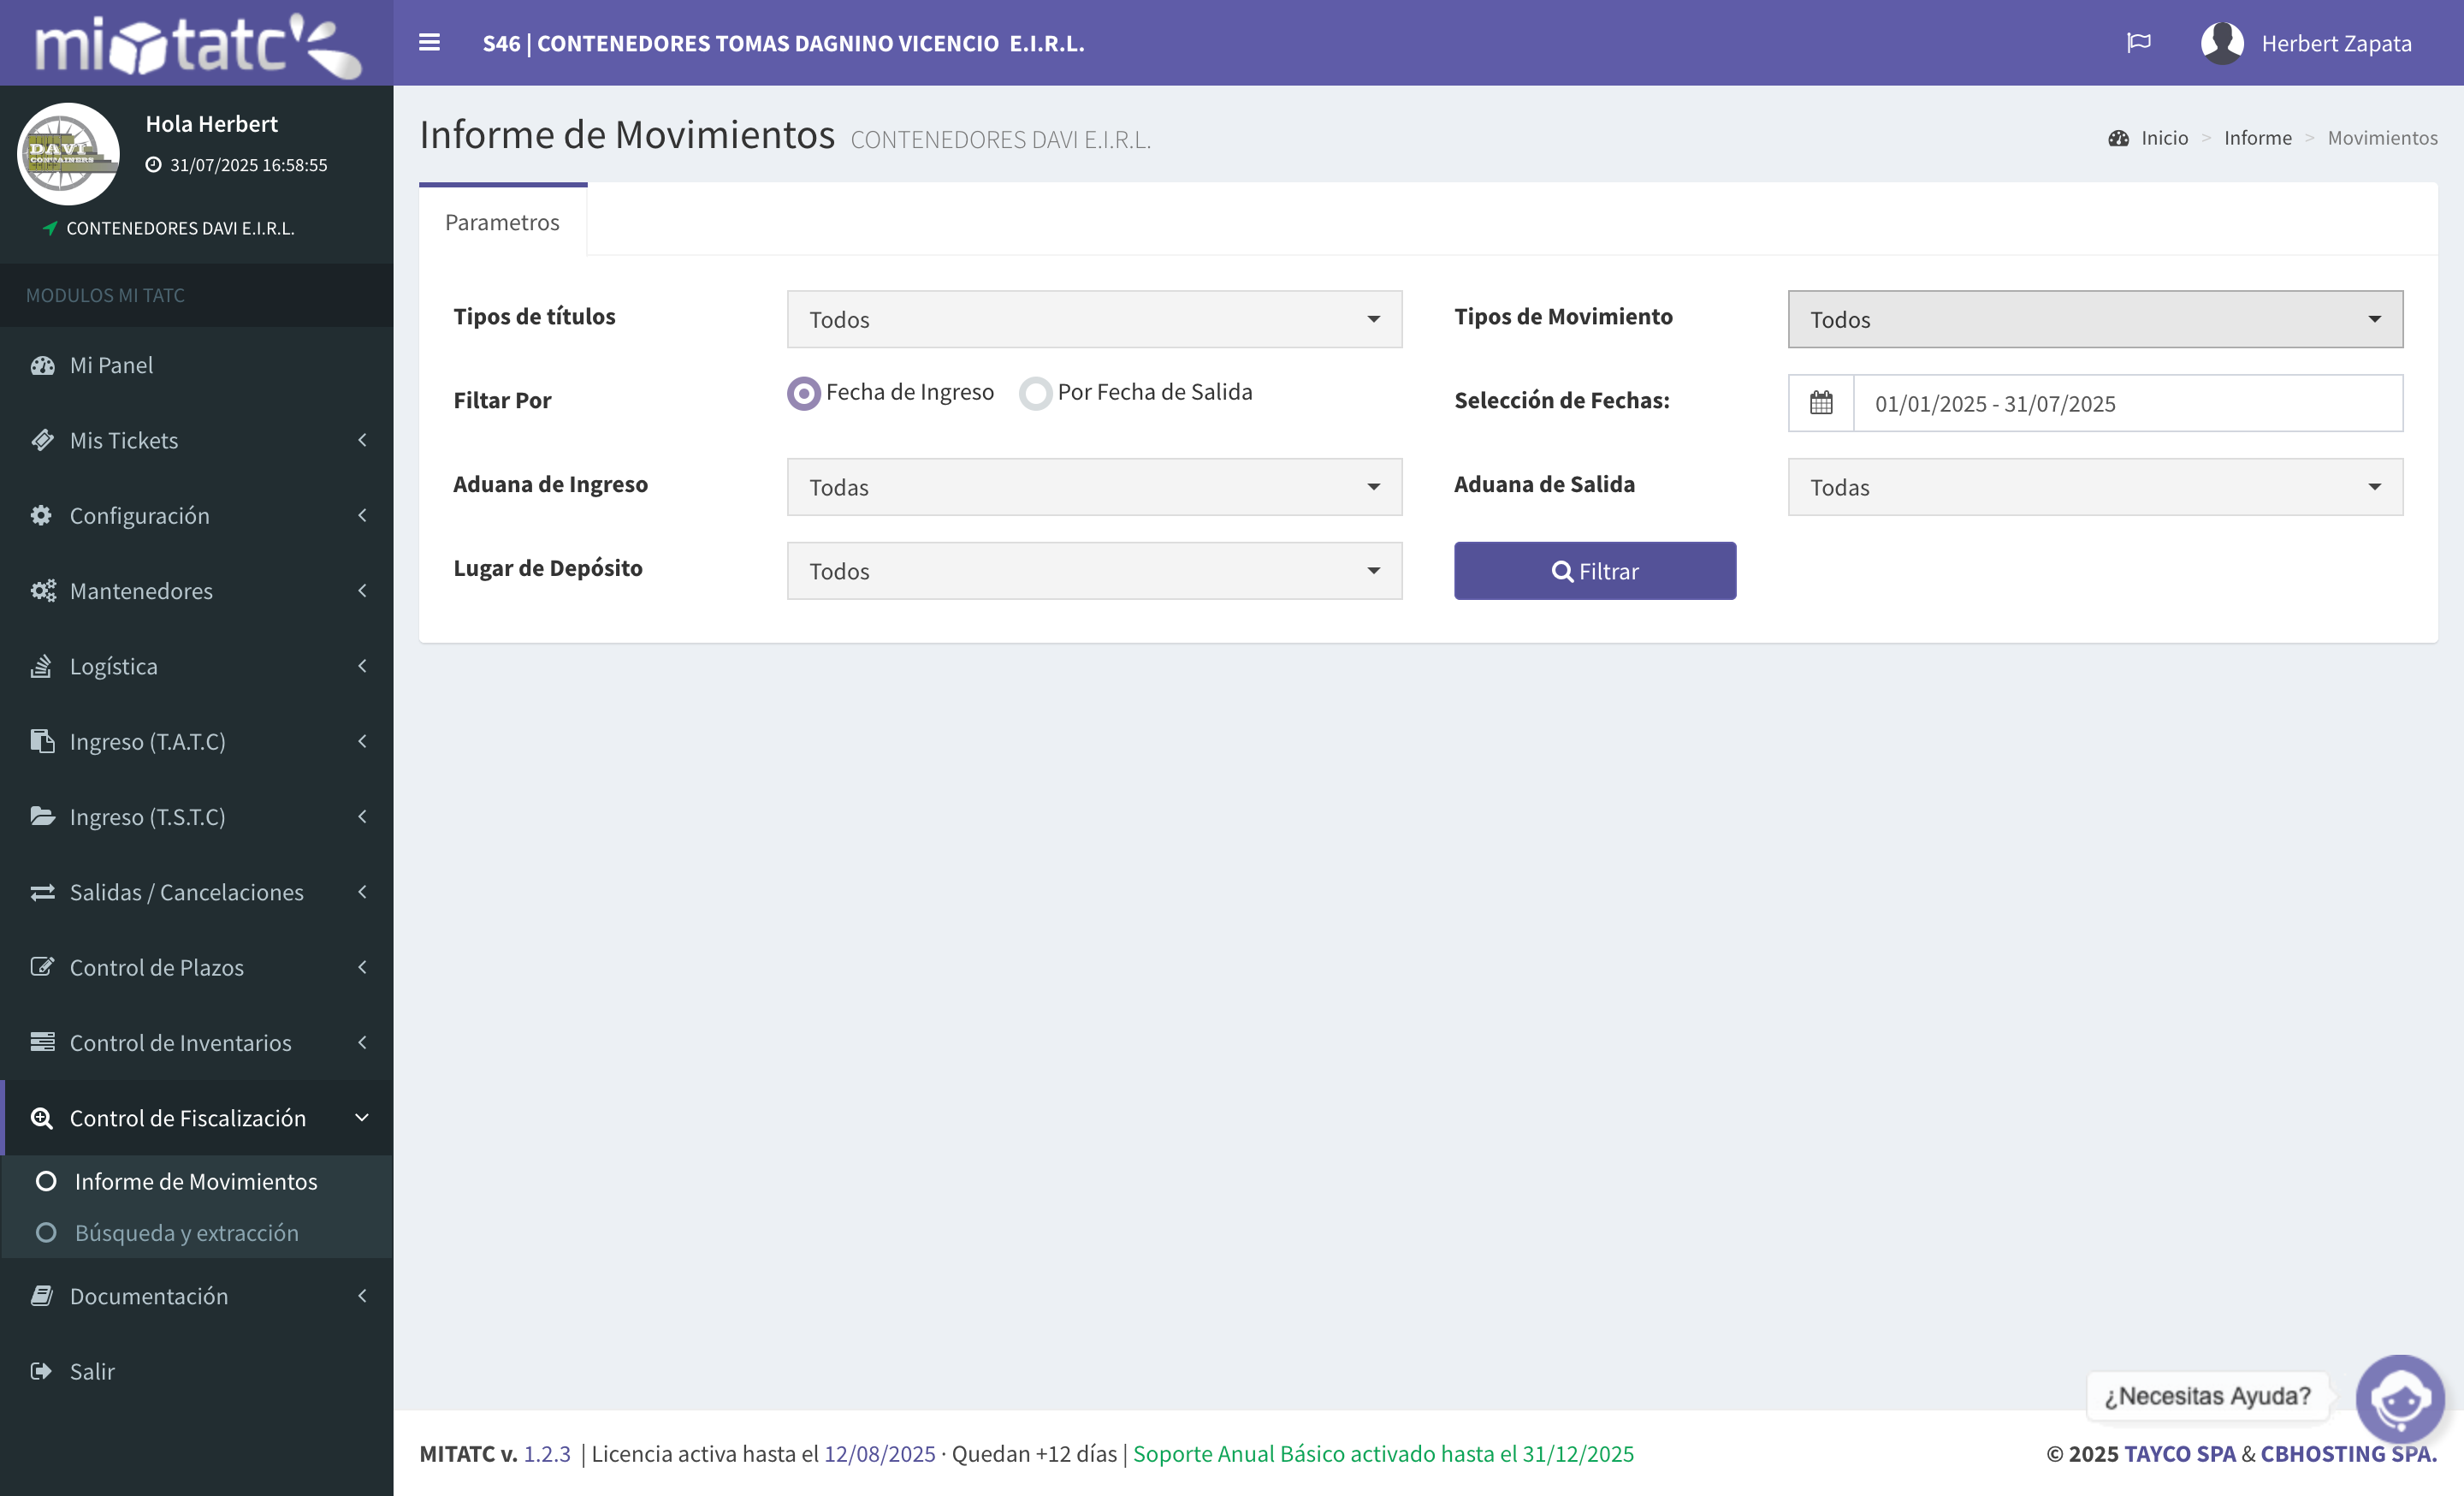 mi tatc
S46 | CONTENEDORES TOMAS DAGNINO VICENCIO E.I.R.L.
Herbert Zapata
Hola Herbert
31/07/2025 16:58:55
DAVI
CONTAINERS
CONTENEDORES DAVI E.I.R.L.
MODULOS MI TATC
Mi Panel
Mis Tickets
Configuración
Mantenedores
Logística
Ingreso (T.A.T.C)
Ingreso (T.S.T.C)
Salidas / Cancelaciones
Control de Plazos
Control de Inventarios
Control de Fiscalización
Informe de Movimientos
Búsqueda y extracción
Documentación
Salir
Informe de Movimientos CONTENEDORES DAVI E.I.R.L.
Inicio > Informe > Movimientos
Parametros
Tipos de títulos Todos Tipos de Movimiento Todos
Filtar Por Fecha de Ingreso Por Fecha de Salida Selección de Fechas: 01/01/2025 - 31/07/2025
Aduana de Ingreso Todas Aduana de Salida Todas
Lugar de Depósito Todos Filtrar
¿Necesitas Ayuda?
MITATC v. 1.2.3 | Licencia activa hasta el 12/08/2025 · Quedan +12 días | Soporte Anual Básico activado hasta el 31/12/2025
© 2025 TAYCO SPA & CBHOSTING SPA.